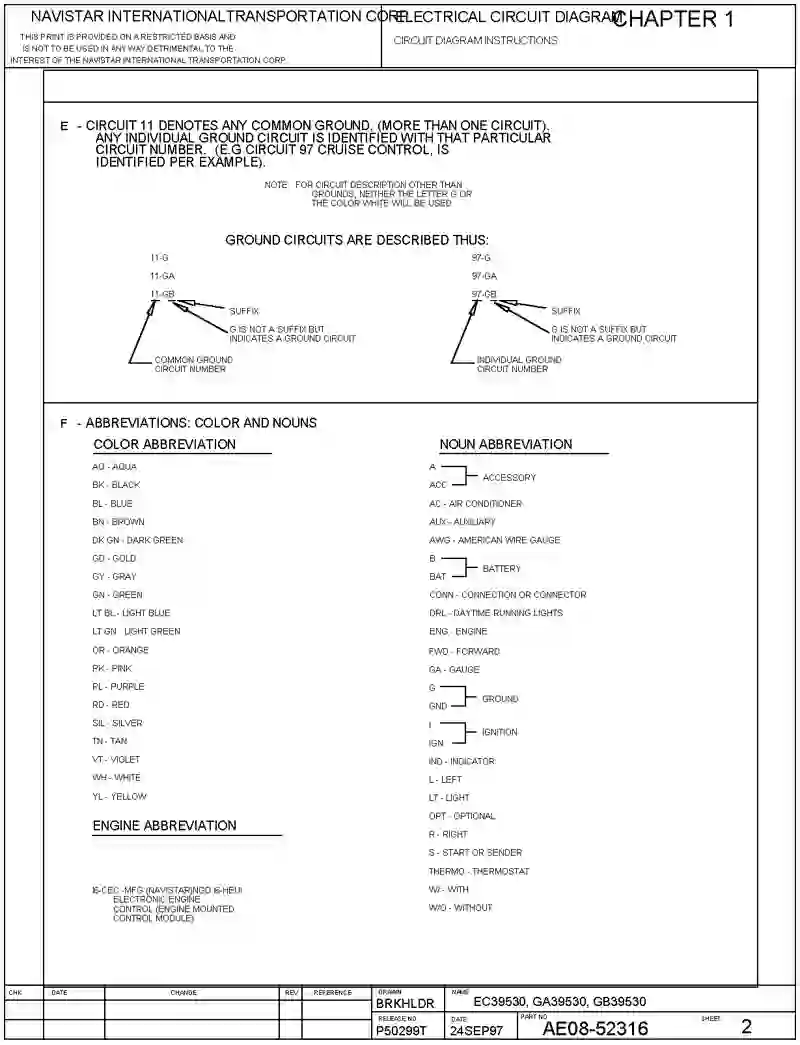 NAVISTAR INTERNATIONAL TRANSPORTATION CORP.
THIS PRINT IS PROVIDED ON A RESTRICTED BASIS AND
IS NOT TO BE USED IN ANY WAY DETRIMENTAL TO THE
INTEREST OF THE NAVISTAR INTERNATIONAL TRANSPORTATION CORP.
ELECTRICAL CIRCUIT DIAGRAM
CHAPTER 1
CIRCUIT DIAGRAM INSTRUCTIONS
E - CIRCUIT 11 DENOTES ANY COMMON GROUND, (MORE THAN ONE CIRCUIT),
ANY INDIVIDUAL GROUND CIRCUIT IS IDENTIFIED WITH THAT PARTICULAR
CIRCUIT NUMBER. (E.G CIRCUIT 97 CRUISE CONTROL, IS
IDENTIFIED PER EXAMPLE).
NOTE: FOR CIRCUIT DESCRIPTION OTHER THAN
GROUNDS, NEITHER THE LETTER G OR
THE COLOR WHITE WILL BE USED
GROUND CIRCUITS ARE DESCRIBED THUS:
11-G
11-GA
11-GB
SUFFIX
G IS NOT A SUFFIX BUT
INDICATES A GROUND CIRCUIT
COMMON GROUND
CIRCUIT NUMBER
97-G
97-GA
97-GB
SUFFIX
G IS NOT A SUFFIX BUT
INDICATES A GROUND CIRCUIT
INDIVIDUAL GROUND
CIRCUIT NUMBER
F - ABBREVIATIONS: COLOR AND NOUNS
COLOR ABBREVIATION
AQ - AQUA
BK - BLACK
BL - BLUE
BN - BROWN
DK GN - DARK GREEN
GD - GOLD
GY - GRAY
GN - GREEN
LT BL - LIGHT BLUE
LT GN LIGHT GREEN
OR - ORANGE
PK - PINK
PL - PURPLE
RD - RED
SIL - SILVER
TN - TAN
VT - VIOLET
WH - WHITE
YL - YELLOW
ENGINE ABBREVIATION
I6-CEC -MFG (NAVISTAR)NGD I6-HEUI
ELECTRONIC ENGINE
CONTROL (ENGINE MOUNTED
CONTROL MODULE)
NOUN ABBREVIATION
A
ACC
ACCESSORY
AC - AIR CONDITIONER
AUX - AUXILIARY
AWG - AMERICAN WIRE GAUGE
B
BAT
BATTERY
CONN - CONNECTION OR CONNECTOR
DRL - DAYTIME RUNNING LIGHTS
ENG - ENGINE
FWD - FORWARD
GA - GAUGE
G
GND
GROUND
I
IGN
IGNITION
IND - INDICATOR
L - LEFT
LT - LIGHT
OPT - OPTIONAL
R - RIGHT
S - START OR SENDER
THERMO - THERMOSTAT
W/ - WITH
W/O - WITHOUT
CHK DATE CHANGE REV REFERENCE
DRAWN
BRKHLDR
NAME
EC39530, GA39530, GB39530
RELEASE NO
P50299T
DATE
24SEP97
PART NO
AE08-52316
SHEET
2